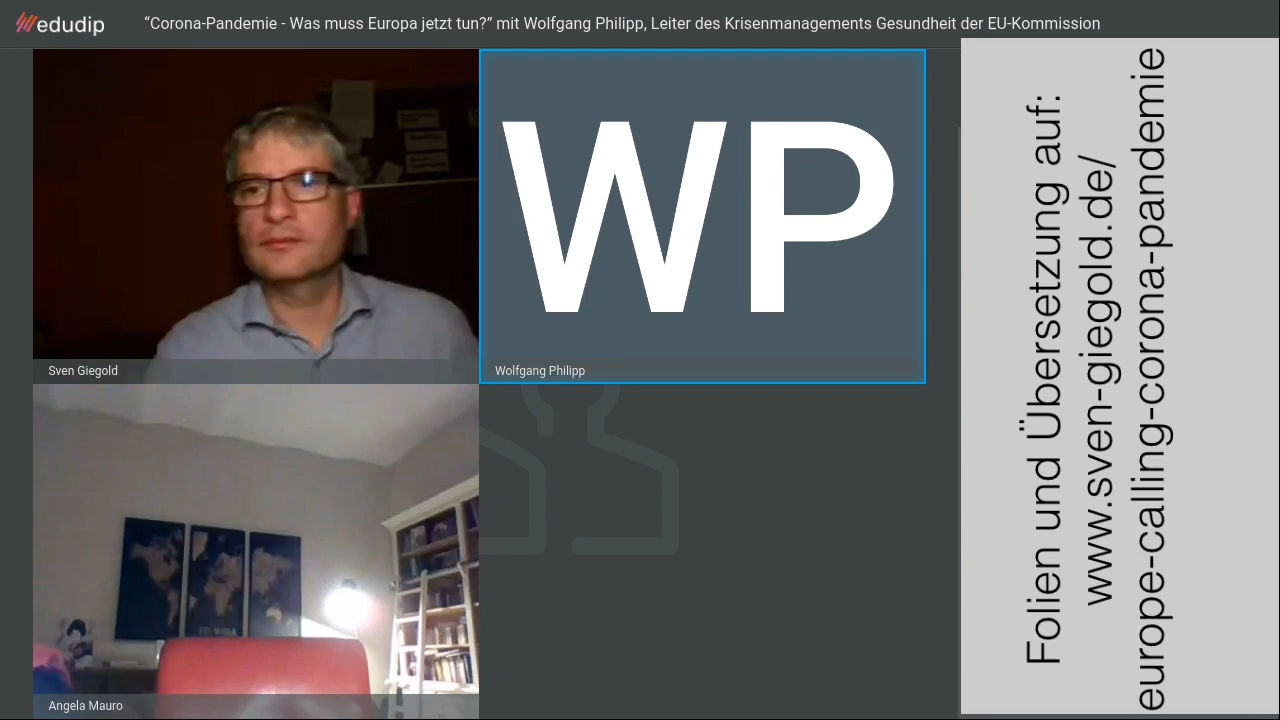 edudip
“Corona-Pandemie - Was muss Europa jetzt tun?” mit Wolfgang Philipp, Leiter des Krisenmanagements Gesundheit der EU-Kommission
WP
Sven Giegold
Wolfgang Philipp
Angela Mauro
Folien und Übersetzung auf:
www.sven-giegold.de/
europe-calling-corona-pandemie